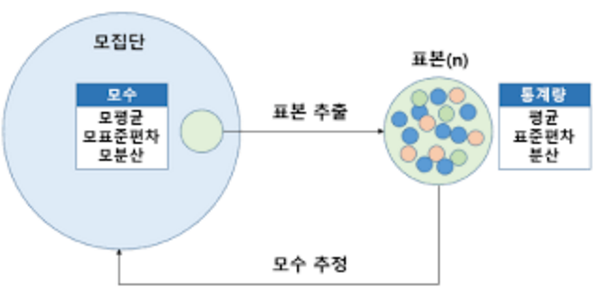 모집단
모수
모평균
모표준편차
모분산
표본 추출
표본(n)
통계량
평균
표준편차
분산
모수 추정